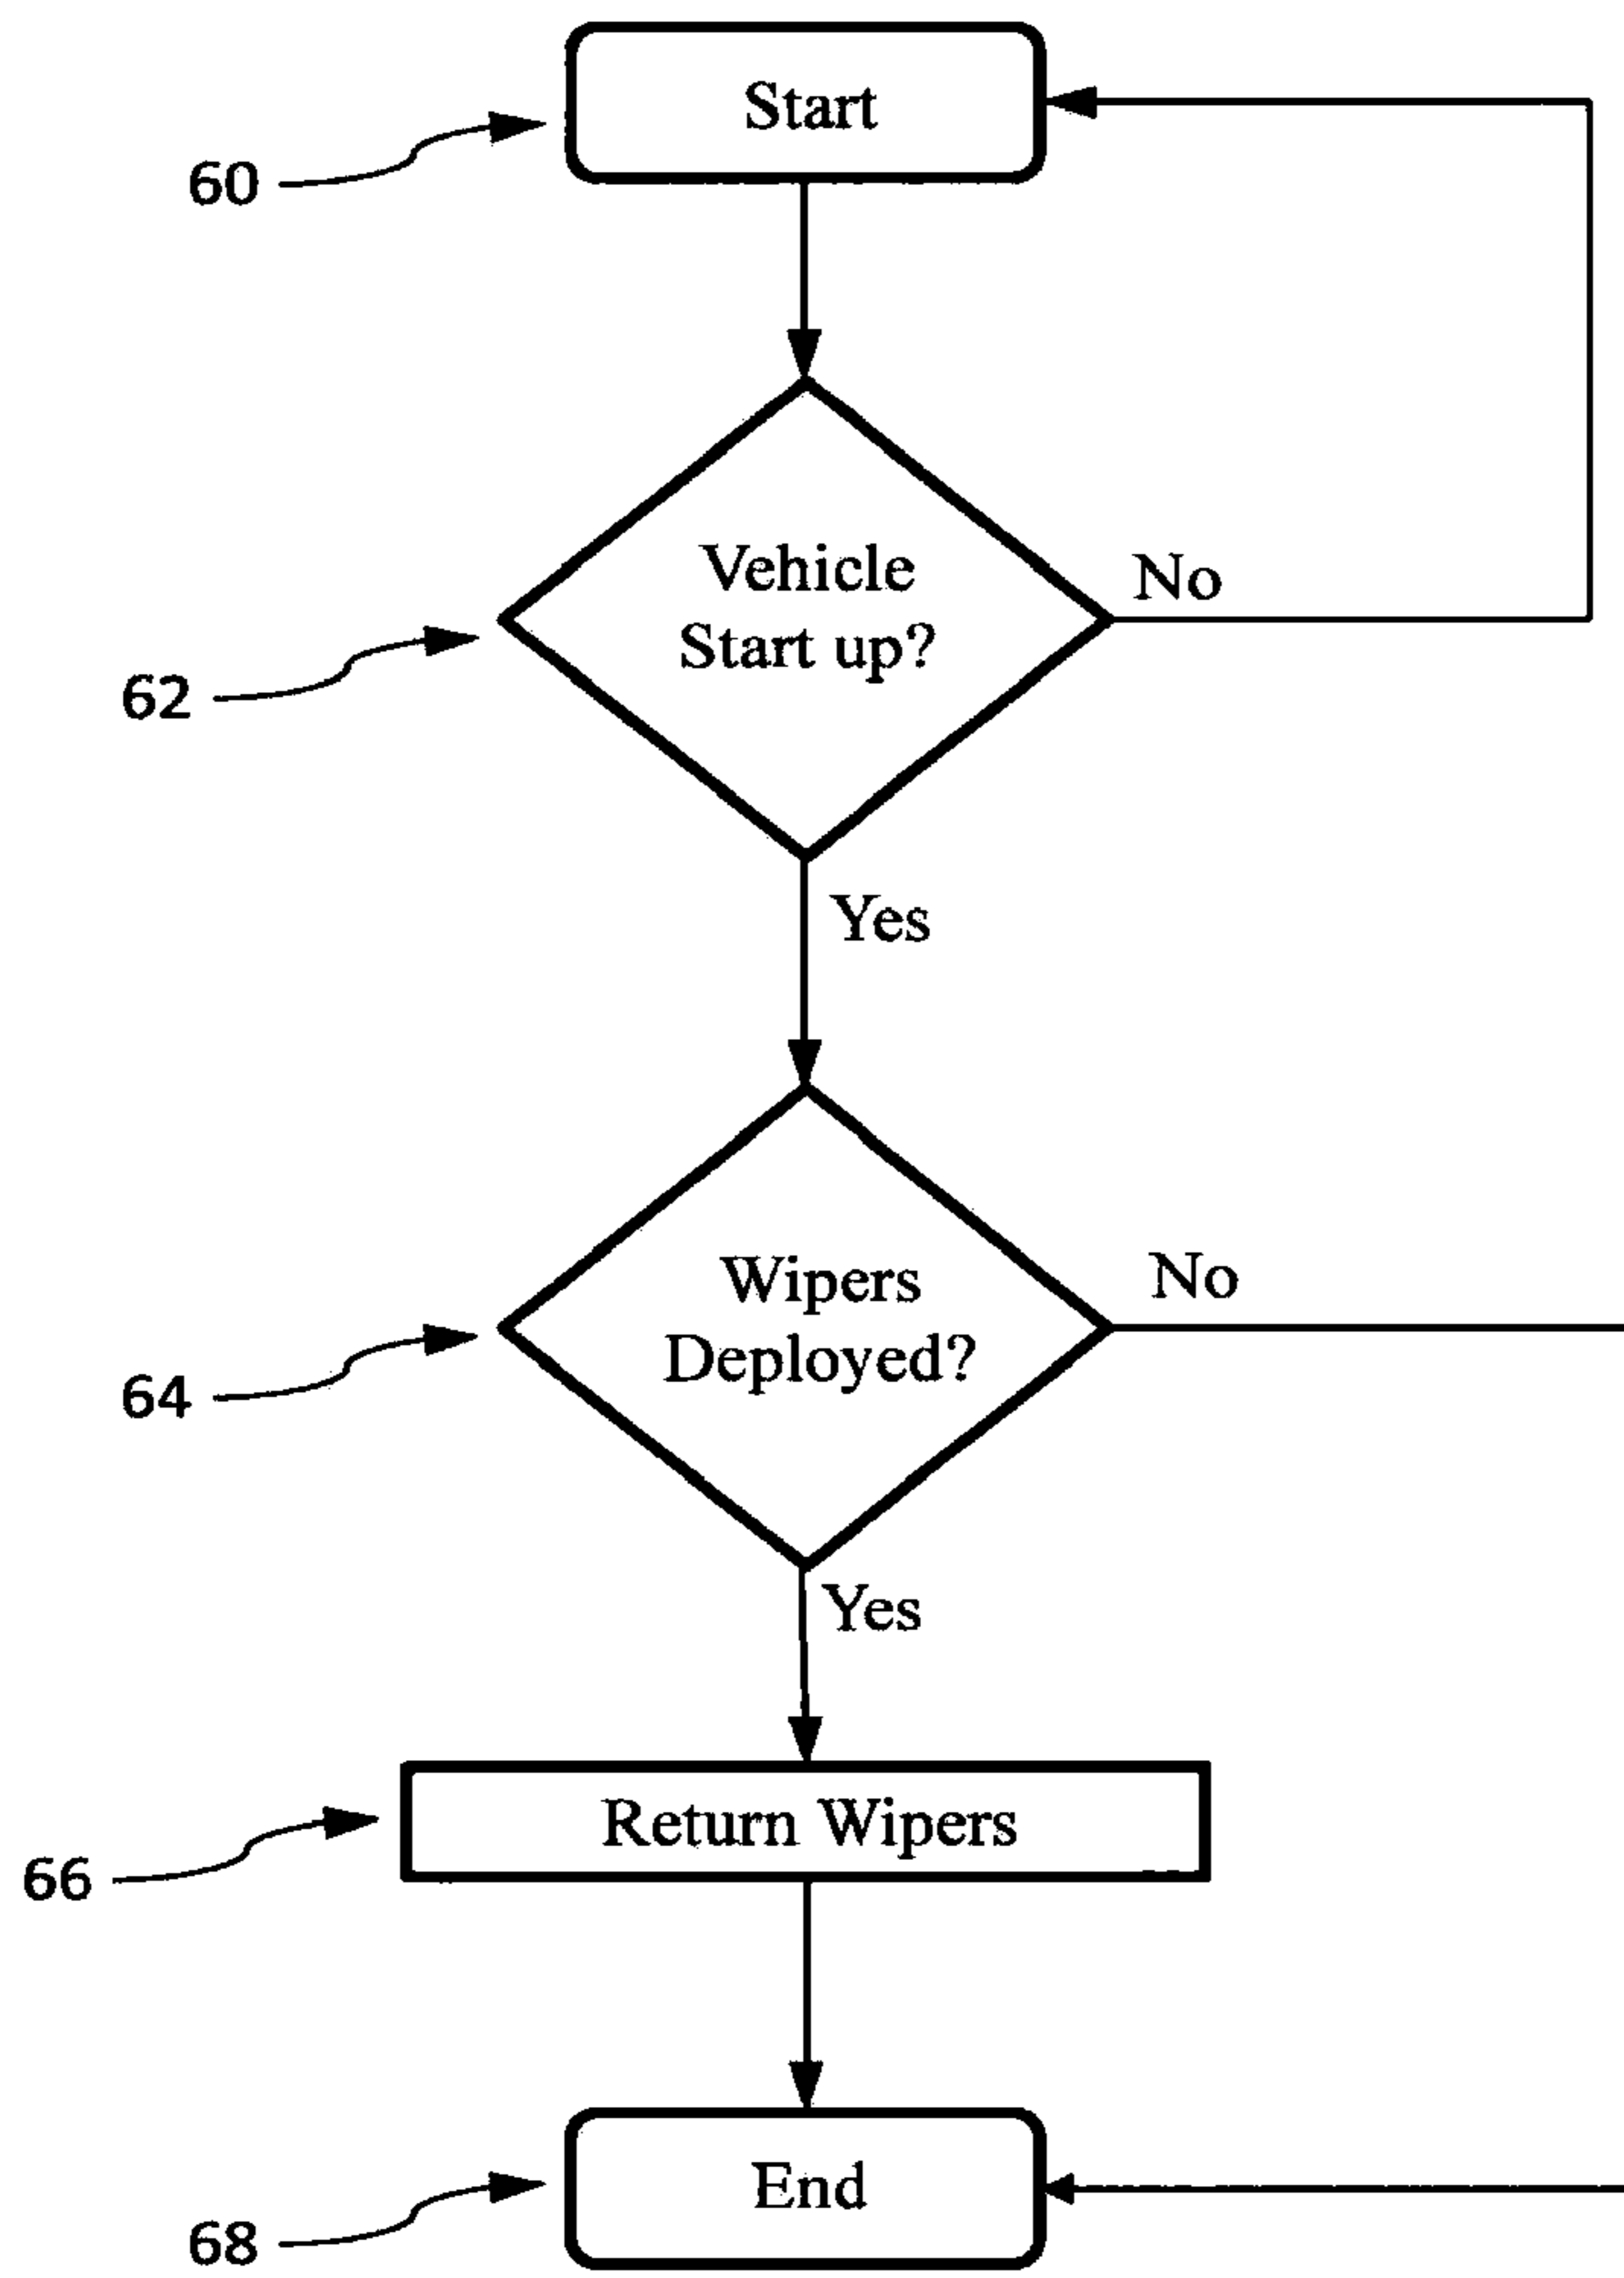 Start
60
Vehicle
Start up?
No
62
Yes
Wipers
Deployed?
No
64
Yes
Return Wipers
66
End
68